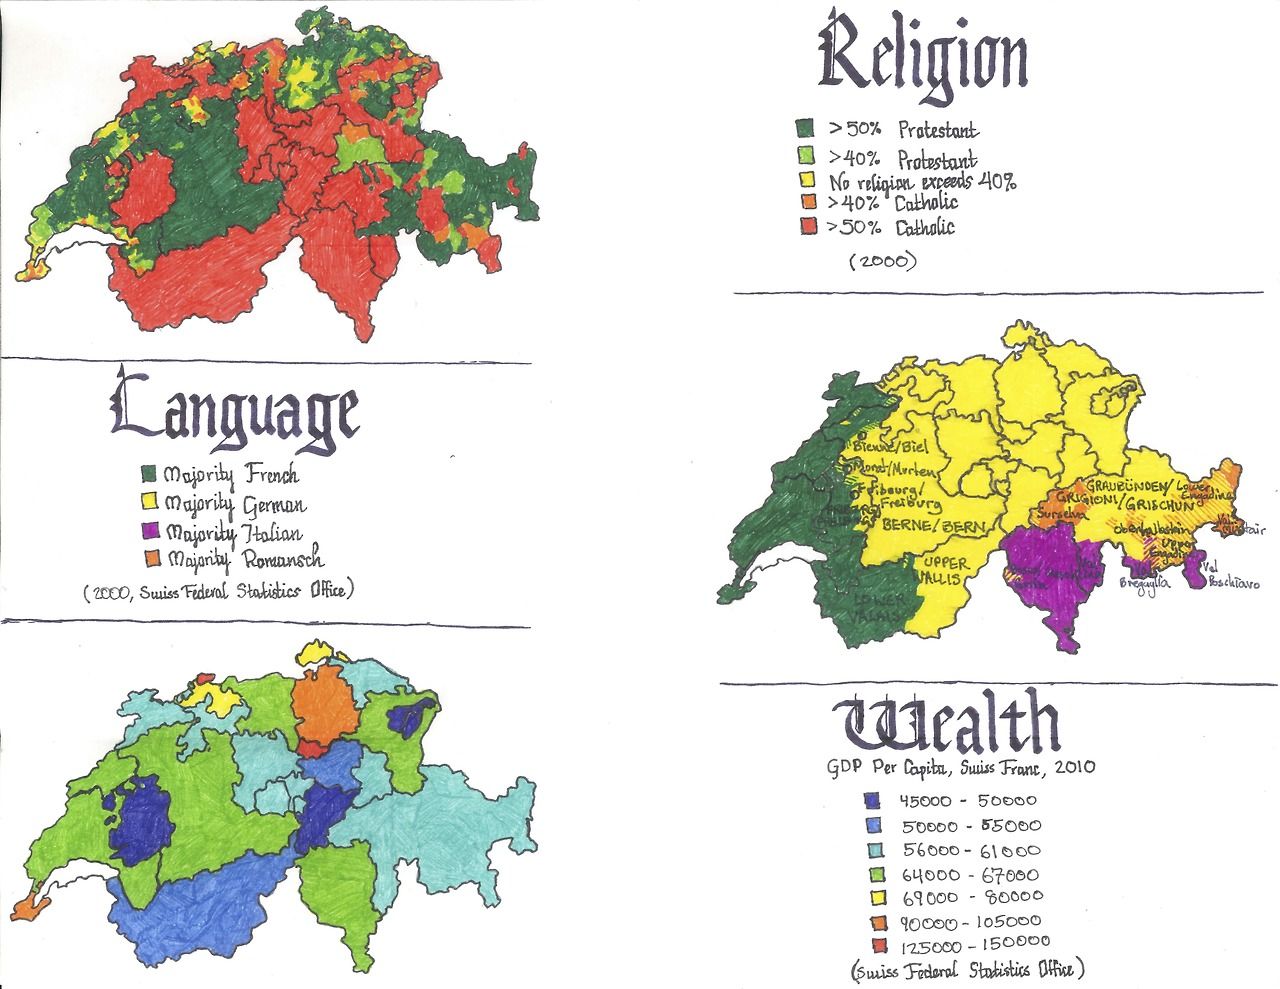 Religion
>50% Protestant
>40% Protestant
No religion exceeds 40%
>40% Catholic
>50% Catholic
(2000)
Language
Majority French
Majority German
Majority Italian
Majority Romansch
(2000, Swiss Federal Statistics Office)
Bienne/Biel
Morat/Murten
Fribourg/
Freiburg
BERNE/BERN
UPPER
VALLIS
LOWER
VALAIS
GRAUBÜNDEN/
GRIGIONI/GRISCHUN
Lower
Engadina
Surselva
Oberhalbstein
Upper
Engadina
Val
Müstair
Val
Bregaglia
Val
Poschiavo
Wealth
GDP Per Capita, Swiss Franc, 2010
45000 - 50000
50000 - 55000
56000 - 61000
64000 - 67000
69000 - 80000
90000 - 105000
125000 - 150000
(Swiss Federal Statistics Office)